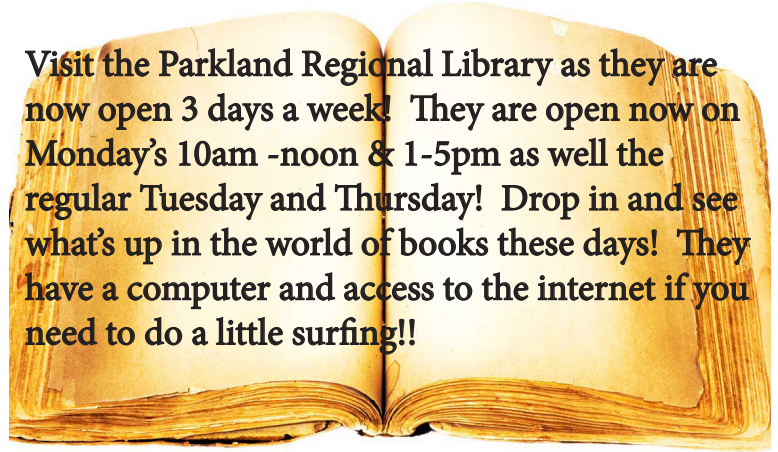 Visit the Parkland Regional Library as they are
now open 3 days a week!  They are open now on
Monday’s 10am -noon & 1-5pm as well the
regular Tuesday and Thursday!  Drop in and see
what’s up in the world of books these days!  They
have a computer and access to the internet if you
need to do a little surfing!!